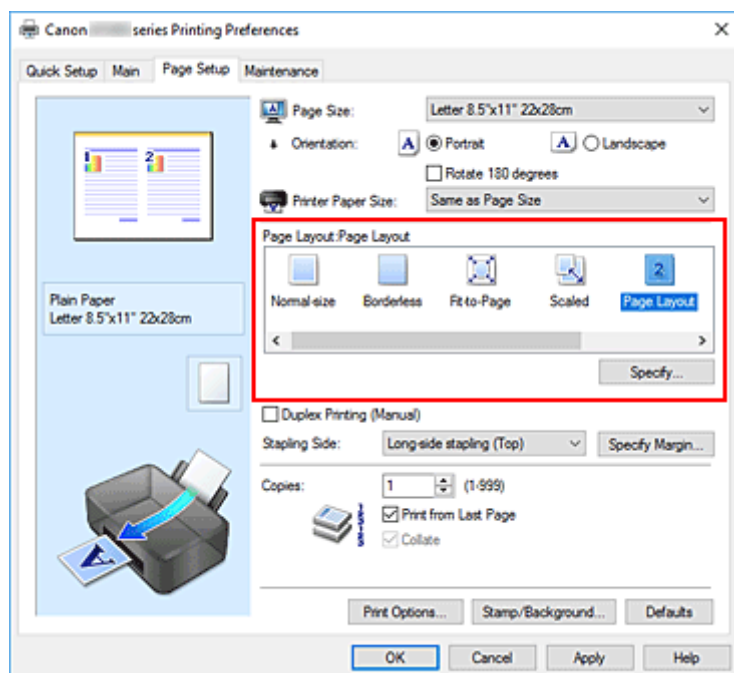 Canon series Printing Preferences
Quick Setup Main Page Setup Maintenance
1 2
Plain Paper
Letter 8.5"x11" 22x28cm
Page Size: Letter 8.5"x11" 22x28cm
Orientation: A Portrait A Landscape
Rotate 180 degrees
Printer Paper Size: Same as Page Size
Page Layout:Page Layout
2
Normal-size Borderless Fit-to-Page Scaled Page Layout
Specify...
Duplex Printing (Manual)
Stapling Side: Long-side stapling (Top) Specify Margin...
Copies: 1 (1-999)
Print from Last Page
Collate
A
Print Options... Stamp/Background... Defaults
OK Cancel Apply Help